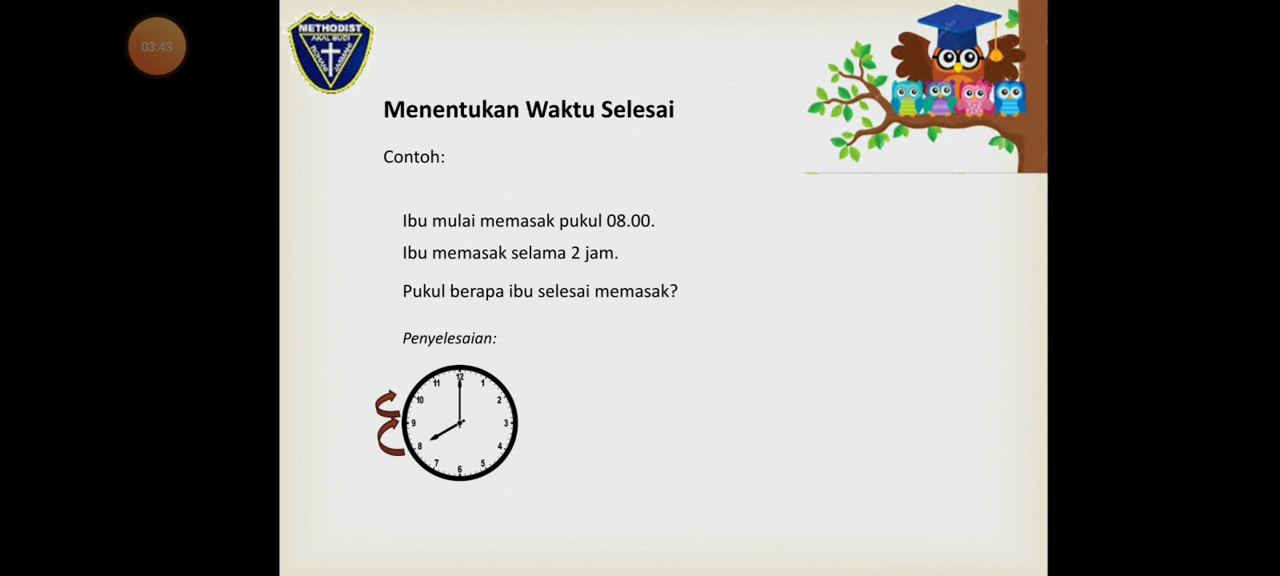 03:43
METHODIST
AKAL BUDI
Menentukan Waktu Selesai
Contoh:
Ibu mulai memasak pukul 08.00.
Ibu memasak selama 2 jam.
Pukul berapa ibu selesai memasak?
Penyelesaian:
12
11 1
10 2
9 3
8 4
7 5
6